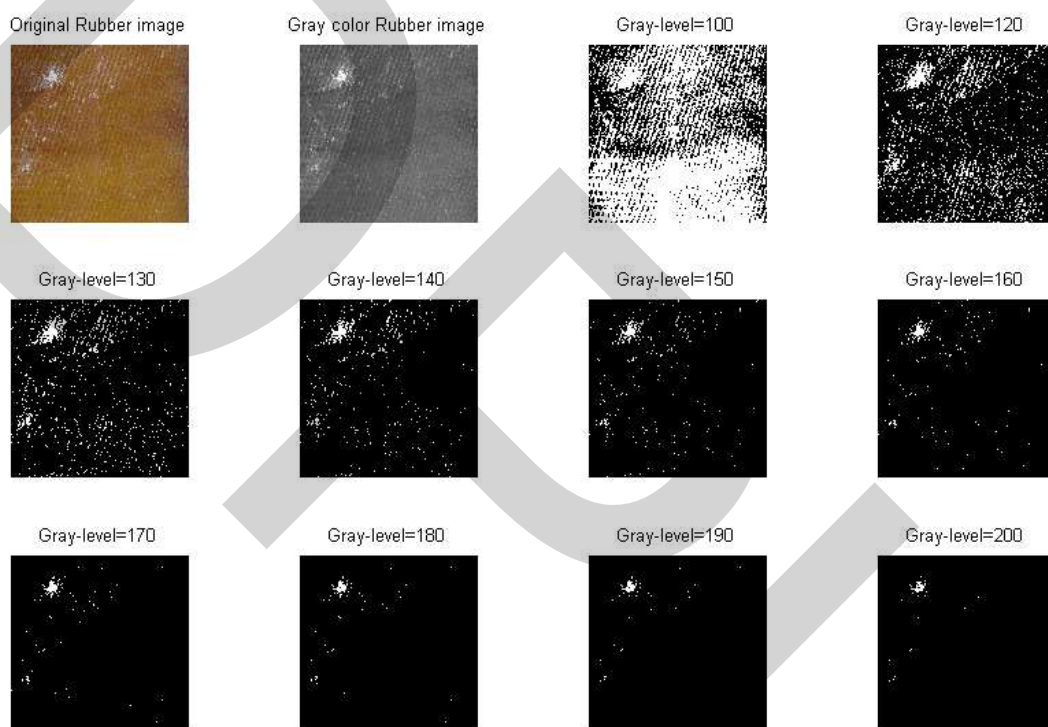 Original Rubber image
Gray color Rubber image
Gray-level=100
Gray-level=120
Gray-level=130
Gray-level=140
Gray-level=150
Gray-level=160
Gray-level=170
Gray-level=180
Gray-level=190
Gray-level=200